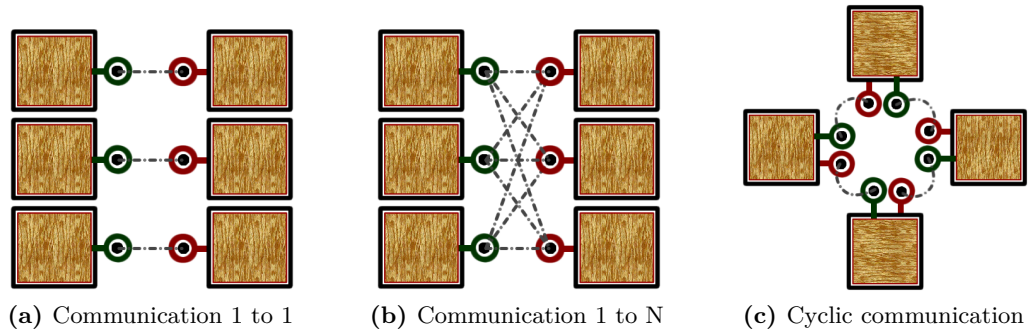 (a) Communication 1 to 1
(b) Communication 1 to N
(c) Cyclic communication